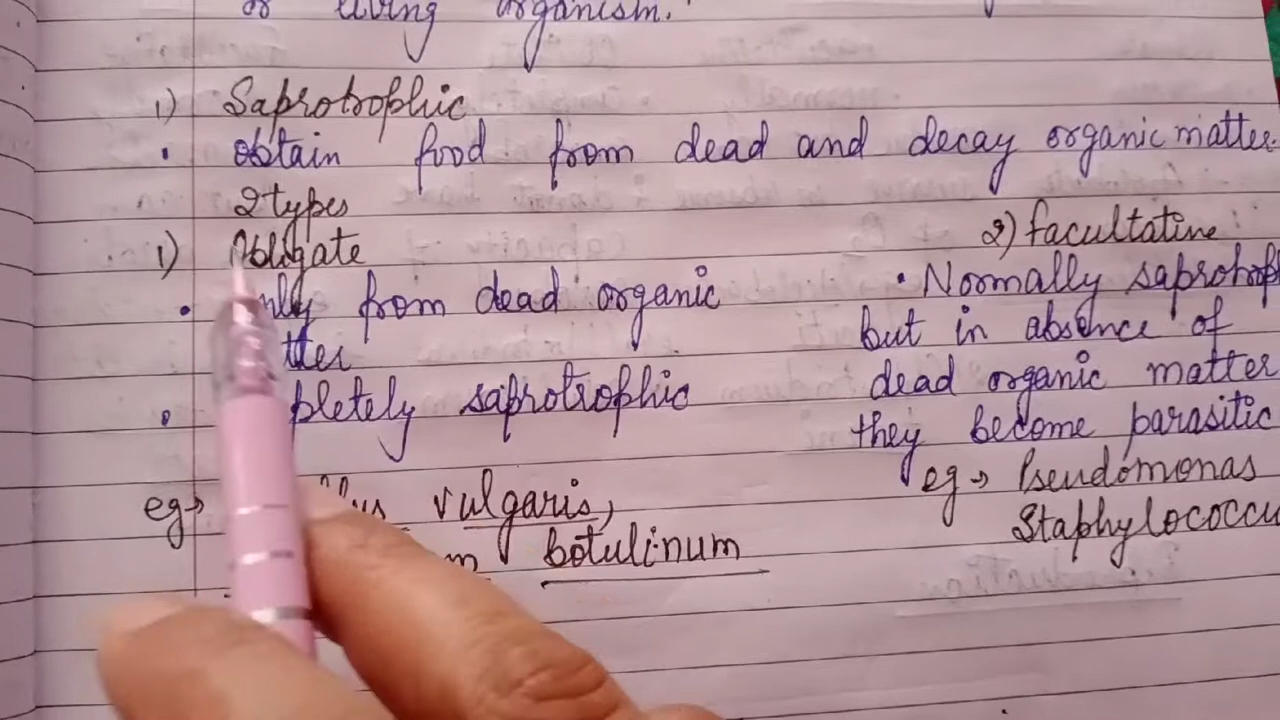 or living organism.
1) Saprotrophic
• obtain food from dead and decay organic matter.
2 types
1) Obligate
• from dead organic
• saprotrophic
eg→ vulgaris,
botulinum
2) facultative
• Normally
but in absence of
dead organic matter
they become parasitic
eg→ Pseudomonas